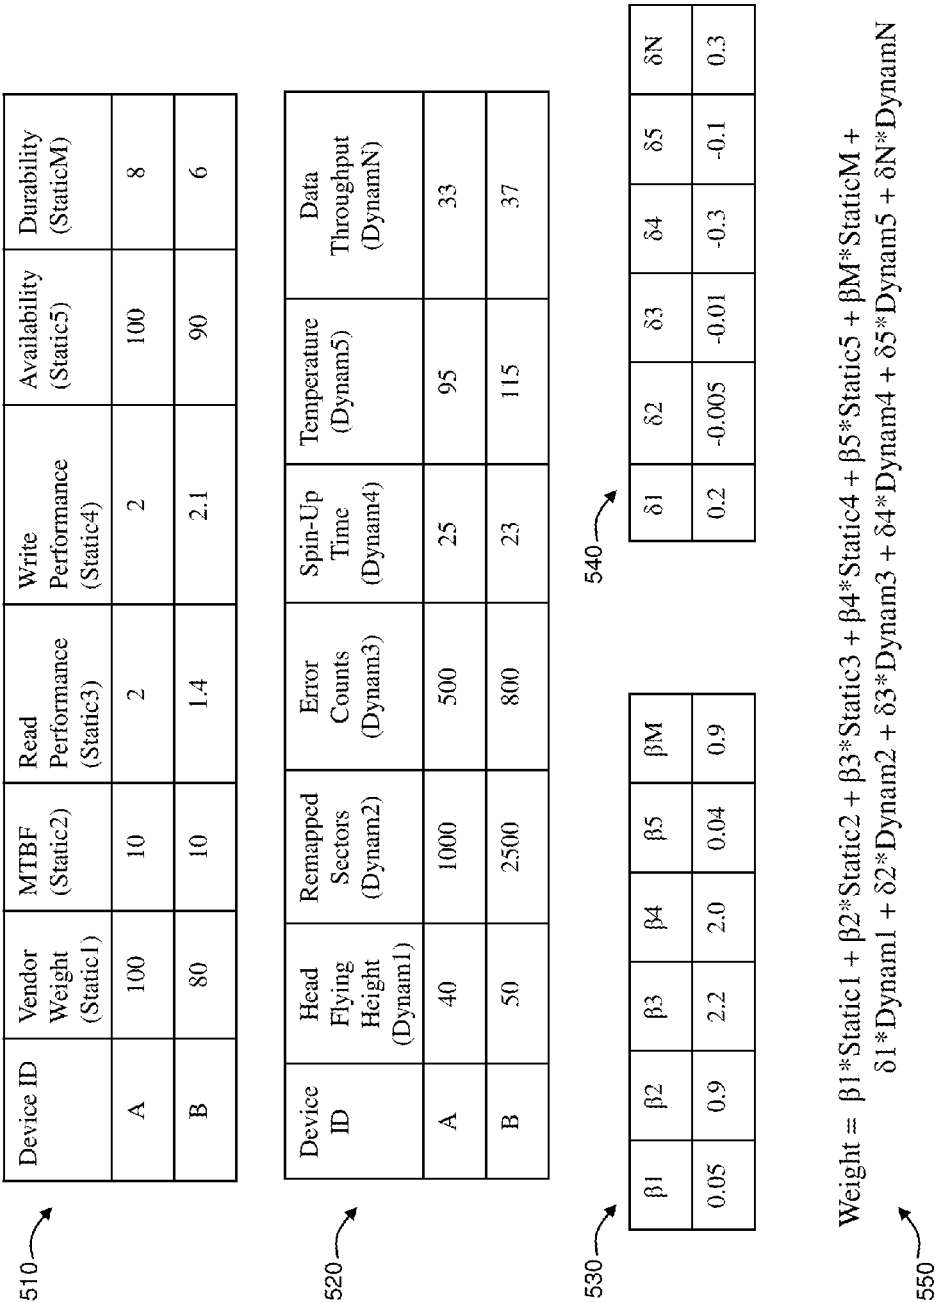 510
Device ID Vendor Weight (Static1) MTBF (Static2) Read Performance (Static3) Write Performance (Static4) Availability (Static5) Durability (StaticM)
A 100 10 2 2 100 8
B 80 10 1.4 2.1 90 6
520
Device ID Head Flying Height (Dynam1) Remapped Sectors (Dynam2) Error Counts (Dynam3) Spin-Up Time (Dynam4) Temperature (Dynam5) Data Throughput (DynamN)
A 40 1000 500 25 95 33
B 50 2500 800 23 115 37
530
β1 β2 β3 β4 β5 βM
0.05 0.9 2.2 2.0 0.04 0.9
540
δ1 δ2 δ3 δ4 δ5 δN
0.2 -0.005 -0.01 -0.3 -0.1 0.3
Weight = β1*Static1 + β2*Static2 + β3*Static3 + β4*Static4 + β5*Static5 + βM*StaticM +
δ1*Dynam1 + δ2*Dynam2 + δ3*Dynam3 + δ4*Dynam4 + δ5*Dynam5 + δN*DynamN
550